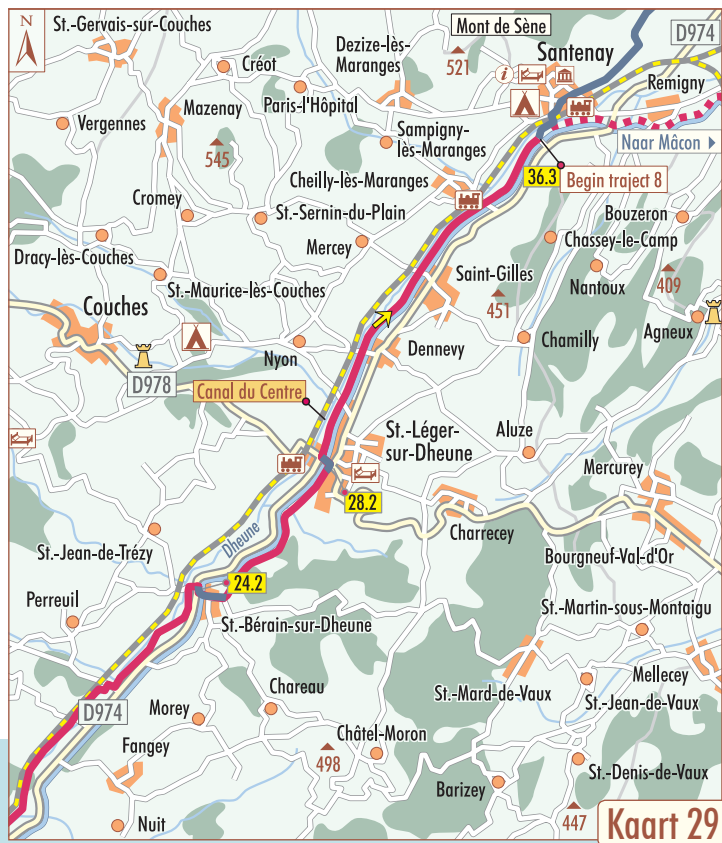 N
St.-Gervais-sur-Couches
Mont de Sène
D974
Dezize-lès-
Maranges
521
Santenay
Créot
i
Remigny
Paris-l'Hôpital
Mazenay
Vergennes
Sampigny-
lès-Maranges
Naar Mâcon
545
Cheilly-lès-Maranges
36.3
Begin traject 8
Cromey
St.-Sernin-du-Plain
Bouzeron
Mercey
Chassey-le-Camp
Dracy-lès-Couches
Saint-Gilles
Nantoux
409
St.-Maurice-lès-Couches
Couches
451
Agneux
Chamilly
Nyon
Dennevy
D978
Canal du Centre
St.-Léger-
sur-Dheune
Aluze
Mercurey
28.2
Charrecey
Dheune
St.-Jean-de-Trézy
Bourgneuf-Val-d'Or
24.2
Perreuil
St.-Martin-sous-Montaigu
St.-Bérain-sur-Dheune
Mellecey
Chareau
St.-Mard-de-Vaux
St.-Jean-de-Vaux
D974
Morey
Châtel-Moron
Fangey
498
St.-Denis-de-Vaux
Barizey
Nuit
447
Kaart 29